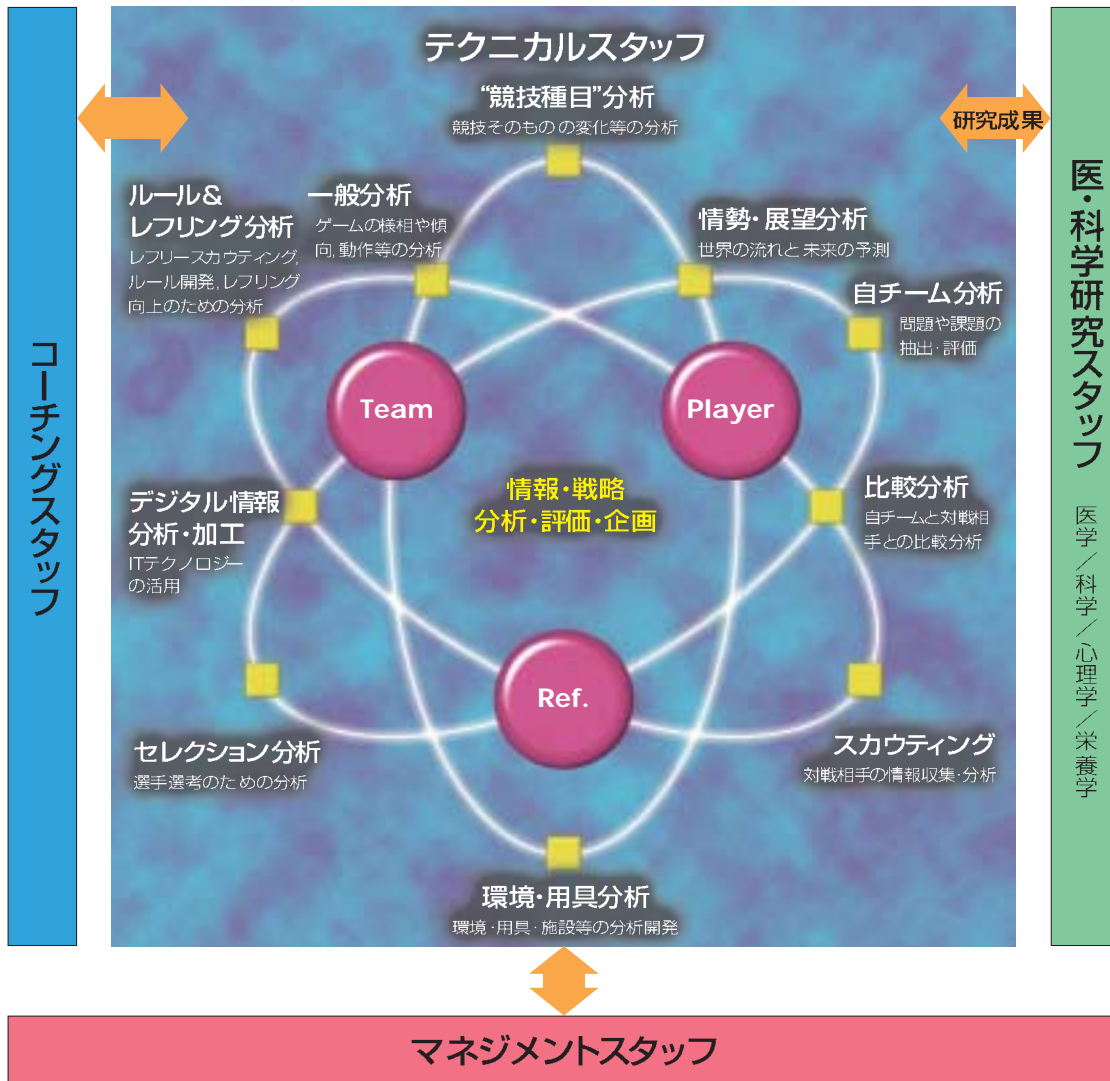 テクニカルスタッフ
“競技種目”分析
競技そのものの変化等の分析
研究成果
ルール&
レフリング分析
レフリースカウティング,
ルール開発,レフリング
向上のための分析
一般分析
ゲームの様相や傾
向,動作等の分析
情勢・展望分析
世界の流れと未来の予測
自チーム分析
問題や課題の
抽出・評価
Team
Player
情報・戦略
分析・評価・企画
デジタル情報
分析・加工
ITテクノロジー
の活用
比較分析
自チームと対戦相
手との比較分析
Ref.
セレクション分析
選手選考のための分析
スカウティング
対戦相手の情報収集・分析
環境・用具分析
環境・用具・施設等の分析開発
コーチングスタッフ
医・科学研究スタッフ 医学/科学/心理学/栄養学
マネジメントスタッフ